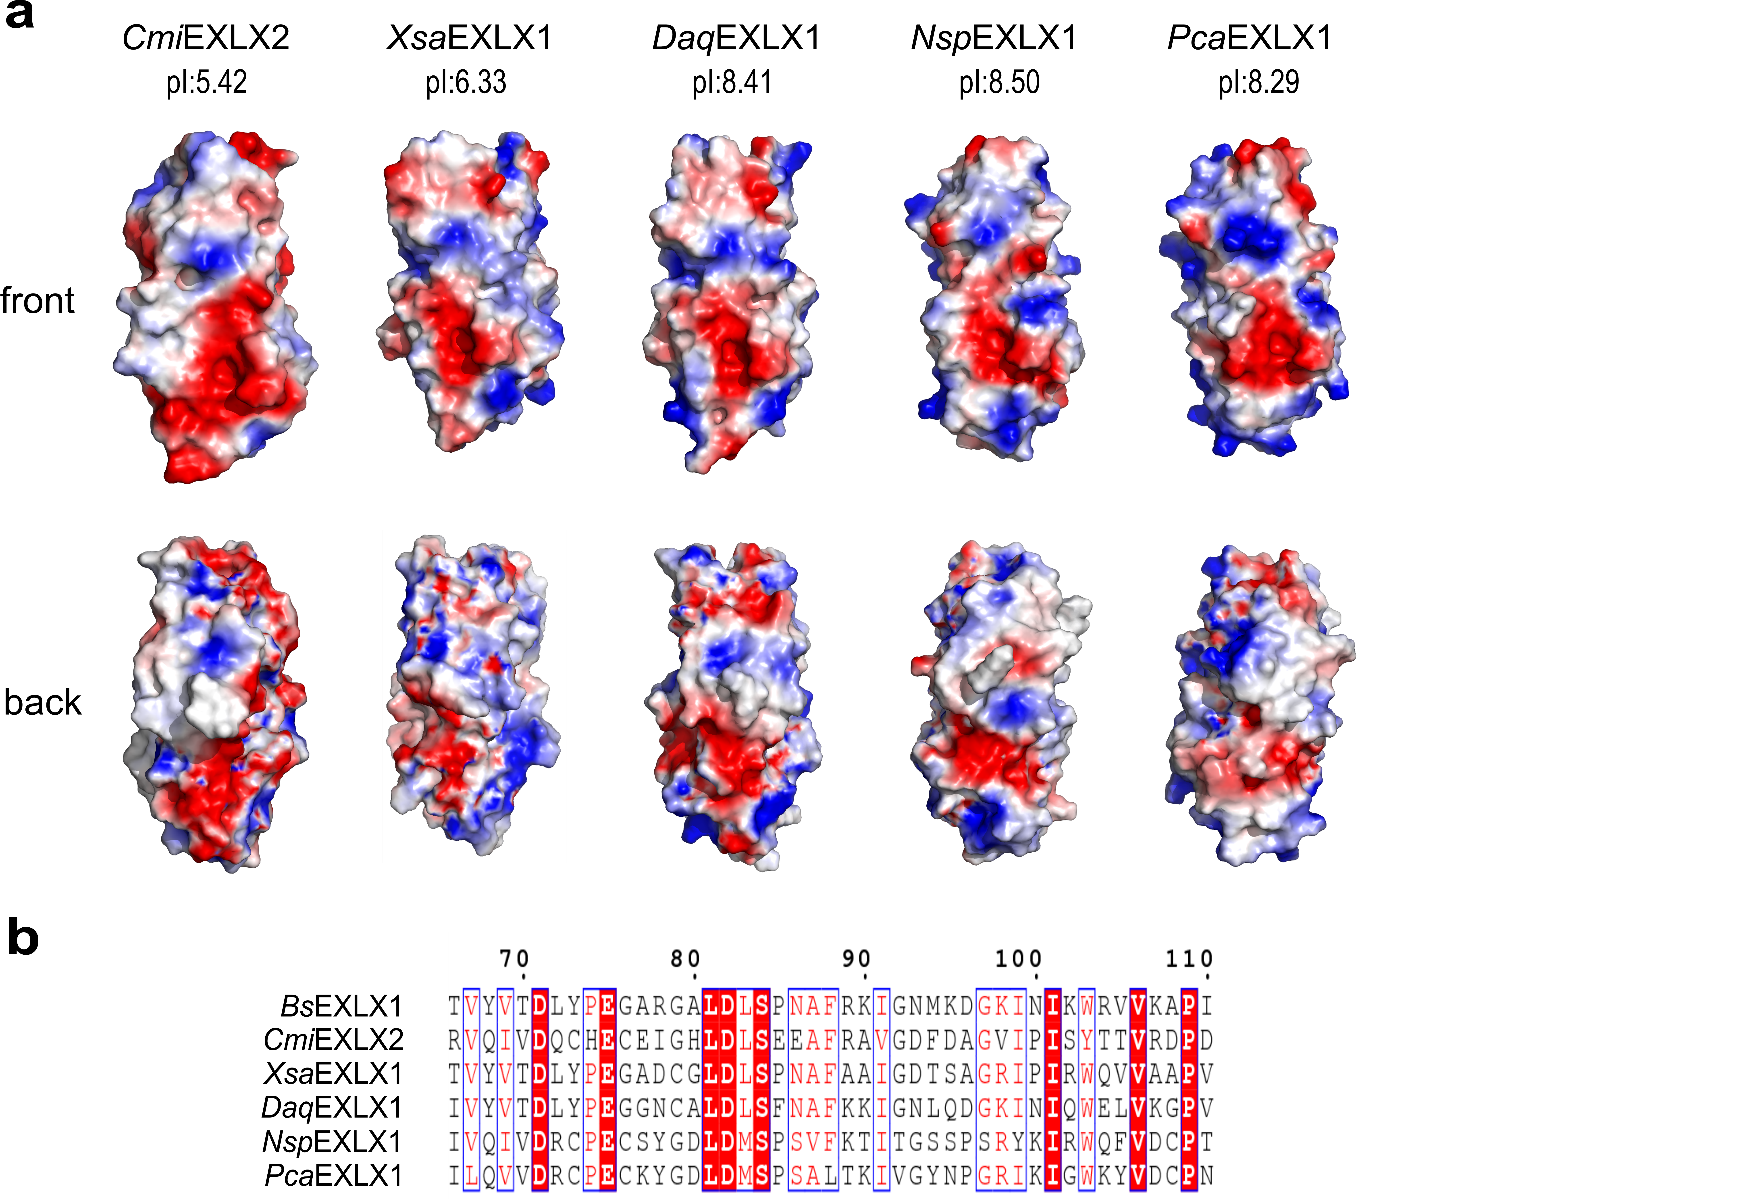 a
CmiEXLX2 XsaEXLX1 DaqEXLX1 NspEXLX1 PcaEXLX1
pI:5.42 pI:6.33 pI:8.41 pI:8.50 pI:8.29
front
back
b
70 80 90 100 110
BsEXLX1 TVYVTDLYPEGARGALDLSPNAFRKIGNMKDGKINIKWRVVKAPI
CmiEXLX2 RVQIVDQCHECEIGHLDLSEEAFRAVGDFDAGVIPISYTTVRDPD
XsaEXLX1 TVYVTDLYPEGADCGLDLSPNAFAAIGDTSAGRIPIRWQVVAAPV
DaqEXLX1 IVYVTDLYPEGGNCALDLSFNAFKKIGNLQDGKINIQWELVKGPV
NspEXLX1 IVQIVDRCPECSYGDLDMSPSVFKTITGSSPSRYKIRWQFVDCPT
PcaEXLX1 ILQVVDRCPECKYGDLDMSPSALTKIVGYNPGRIKIGWKYVDCPN